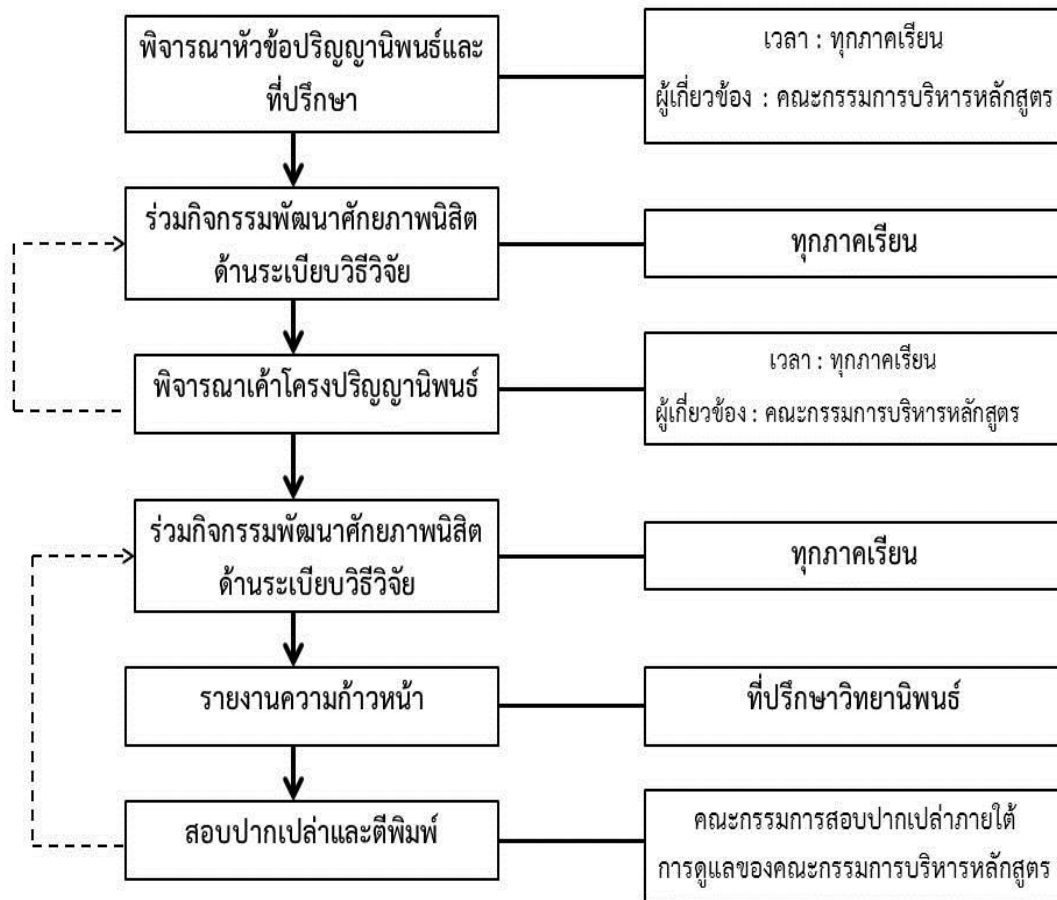 พิจารณาหัวข้อปริญญานิพนธ์และ
ที่ปรึกษา
เวลา : ทุกภาคเรียน
ผู้เกี่ยวข้อง : คณะกรรมการบริหารหลักสูตร
ร่วมกิจกรรมพัฒนาศักยภาพนิสิต
ด้านระเบียบวิธีวิจัย
ทุกภาคเรียน
พิจารณาเค้าโครงปริญญานิพนธ์
เวลา : ทุกภาคเรียน
ผู้เกี่ยวข้อง : คณะกรรมการบริหารหลักสูตร
ร่วมกิจกรรมพัฒนาศักยภาพนิสิต
ด้านระเบียบวิธีวิจัย
ทุกภาคเรียน
รายงานความก้าวหน้า
ที่ปรึกษาวิทยานิพนธ์
สอบปากเปล่าและตีพิมพ์
คณะกรรมการสอบปากเปล่าภายใต้
การดูแลของคณะกรรมการบริหารหลักสูตร